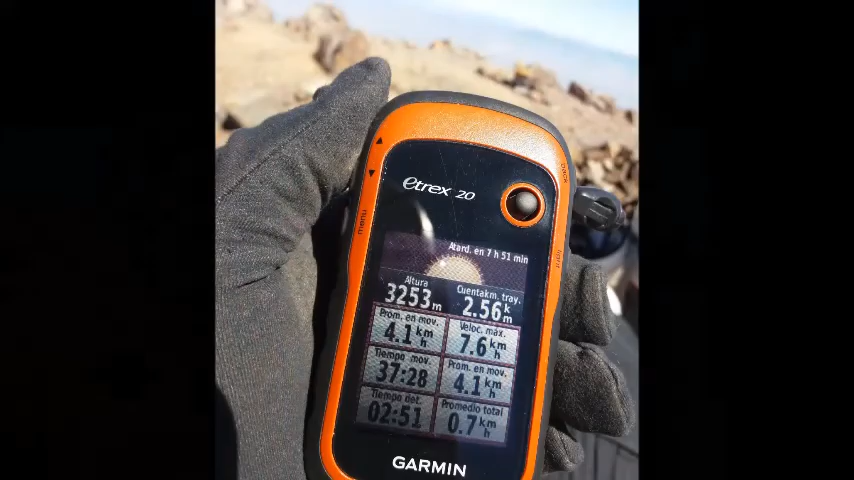 etrex 20
back
menu
Atard. en 7 h 51 min
Altura
3253 m
Cuentakm. tray.
2.56 k m
Prom. en mov.
4.1 km h
Veloc. máx.
7.6 km h
Tiempo mov.
37:28
Prom. en mov.
4.1 km h
Tiempo det.
02:51
Promedio total
0.7 km h
GARMIN